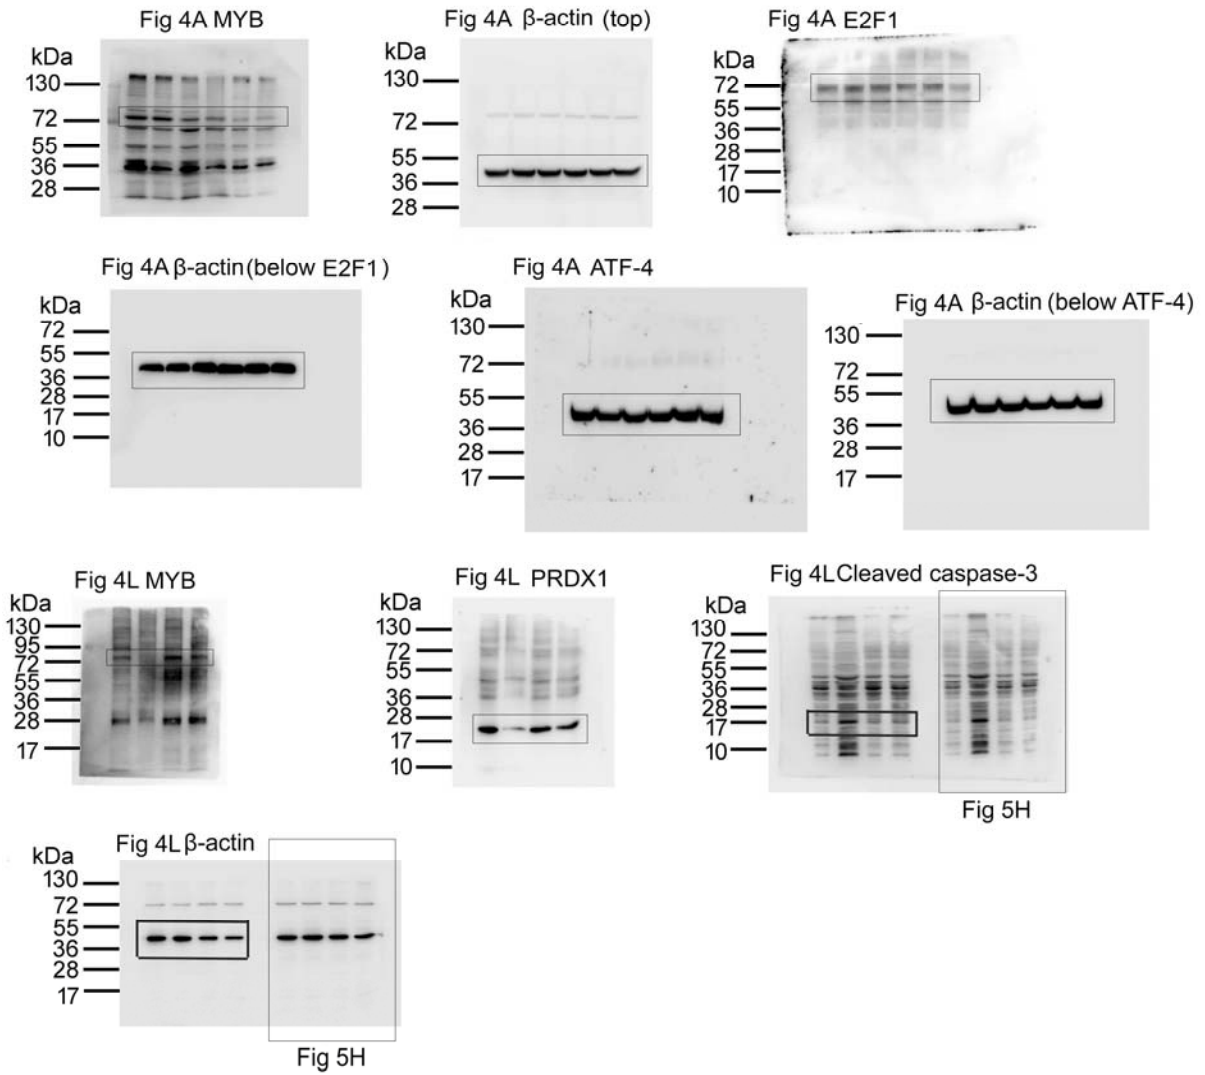 Fig 4A MYB
kDa
130
72
55
36
28
Fig 4A β-actin (top)
kDa
130
72
55
36
28
Fig 4A E2F1
kDa
72
55
36
28
17
10
Fig 4A β-actin (below E2F1)
kDa
72
55
36
28
17
10
Fig 4A ATF-4
kDa
130
72
55
36
28
17
Fig 4A β-actin (below ATF-4)
130
72
55
36
28
17
Fig 4L MYB
kDa
130
95
72
55
36
28
17
Fig 4L PRDX1
kDa
130
72
55
36
28
17
10
Fig 4L Cleaved caspase-3
kDa
130
72
55
36
28
17
10
Fig 5H
Fig 4L β-actin
kDa
130
72
55
36
28
17
Fig 5H